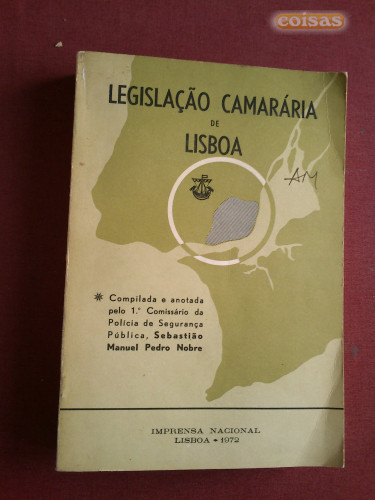 coisas
LEGISLAÇÃO CAMARÁRIA
DE
LISBOA
AM
* Compilada e anotada
pelo 1.° Comissário da
Polícia de Segurança
Pública, Sebastião
Manuel Pedro Nobre
IMPRENSA NACIONAL
LISBOA • 1972